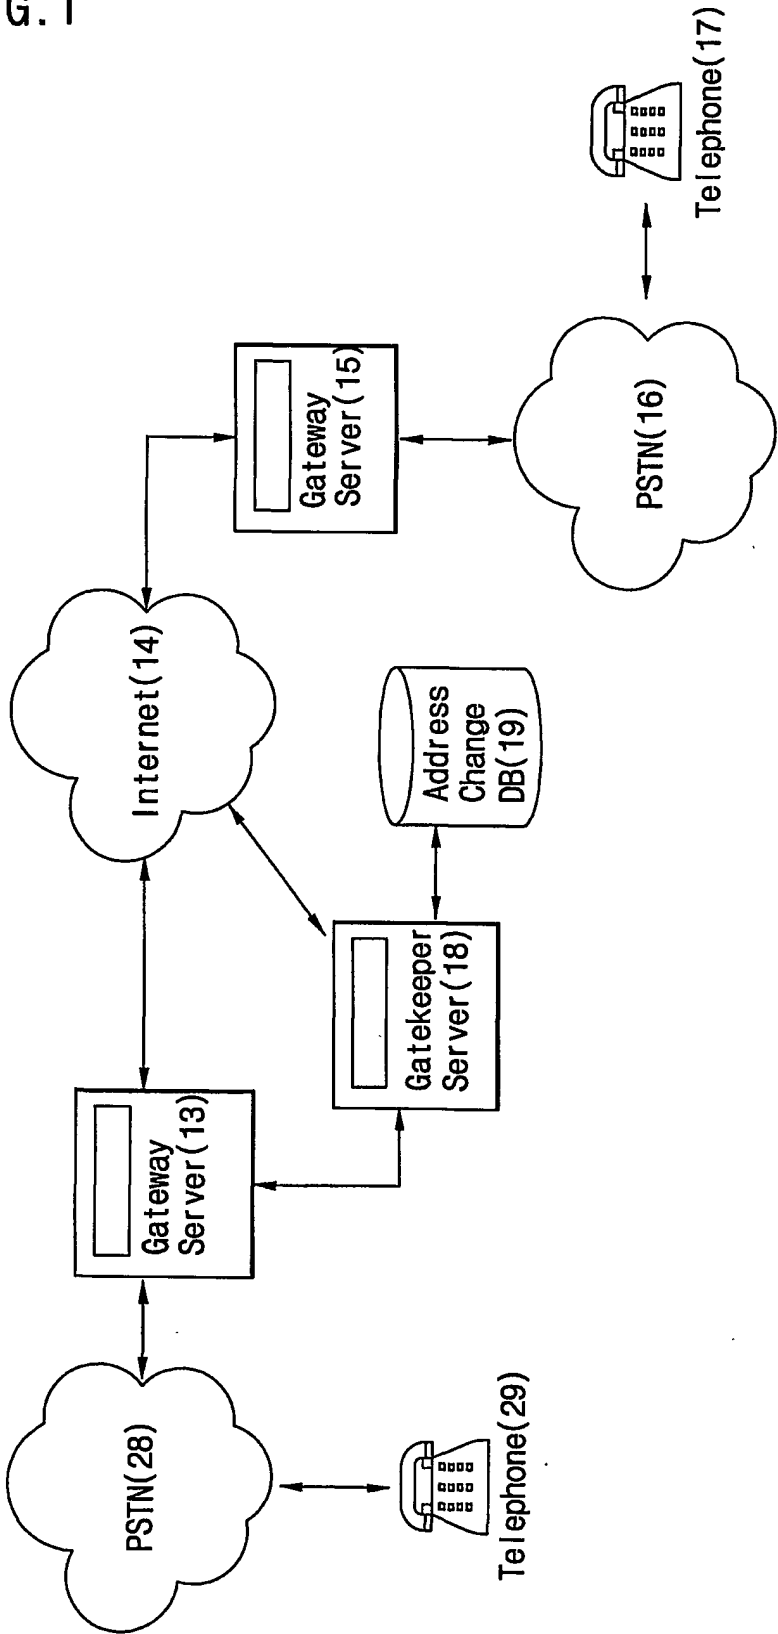 G.1
Telephone(17)
PSTN(16)
Gateway
Server(15)
Internet(14)
Address
Change
DB(19)
Gatekeeper
Server(18)
Gateway
Server(13)
PSTN(28)
Telephone(29)